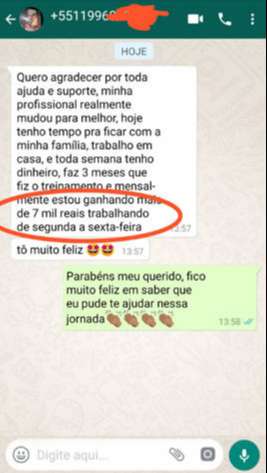 +5511996
HOJE
Quero agradecer por toda
ajuda e suporte, minha
profissional realmente
mudou para melhor, hoje
tenho tempo pra ficar com a
minha família, trabalho em
casa, e toda semana tenho
dinheiro, faz 3 meses que
fiz o treinamento e mensal-
mente estou ganhando mais
de 7 mil reais trabalhando
de segunda a sexta-feira
3:57
tô muito feliz 🤩🤩 13:57
Parabéns meu querido, fico
muito feliz em saber que
eu pude te ajudar nessa
jornada 👏🏾👏🏾👏🏾👏🏾 13:58
Digite aqui...